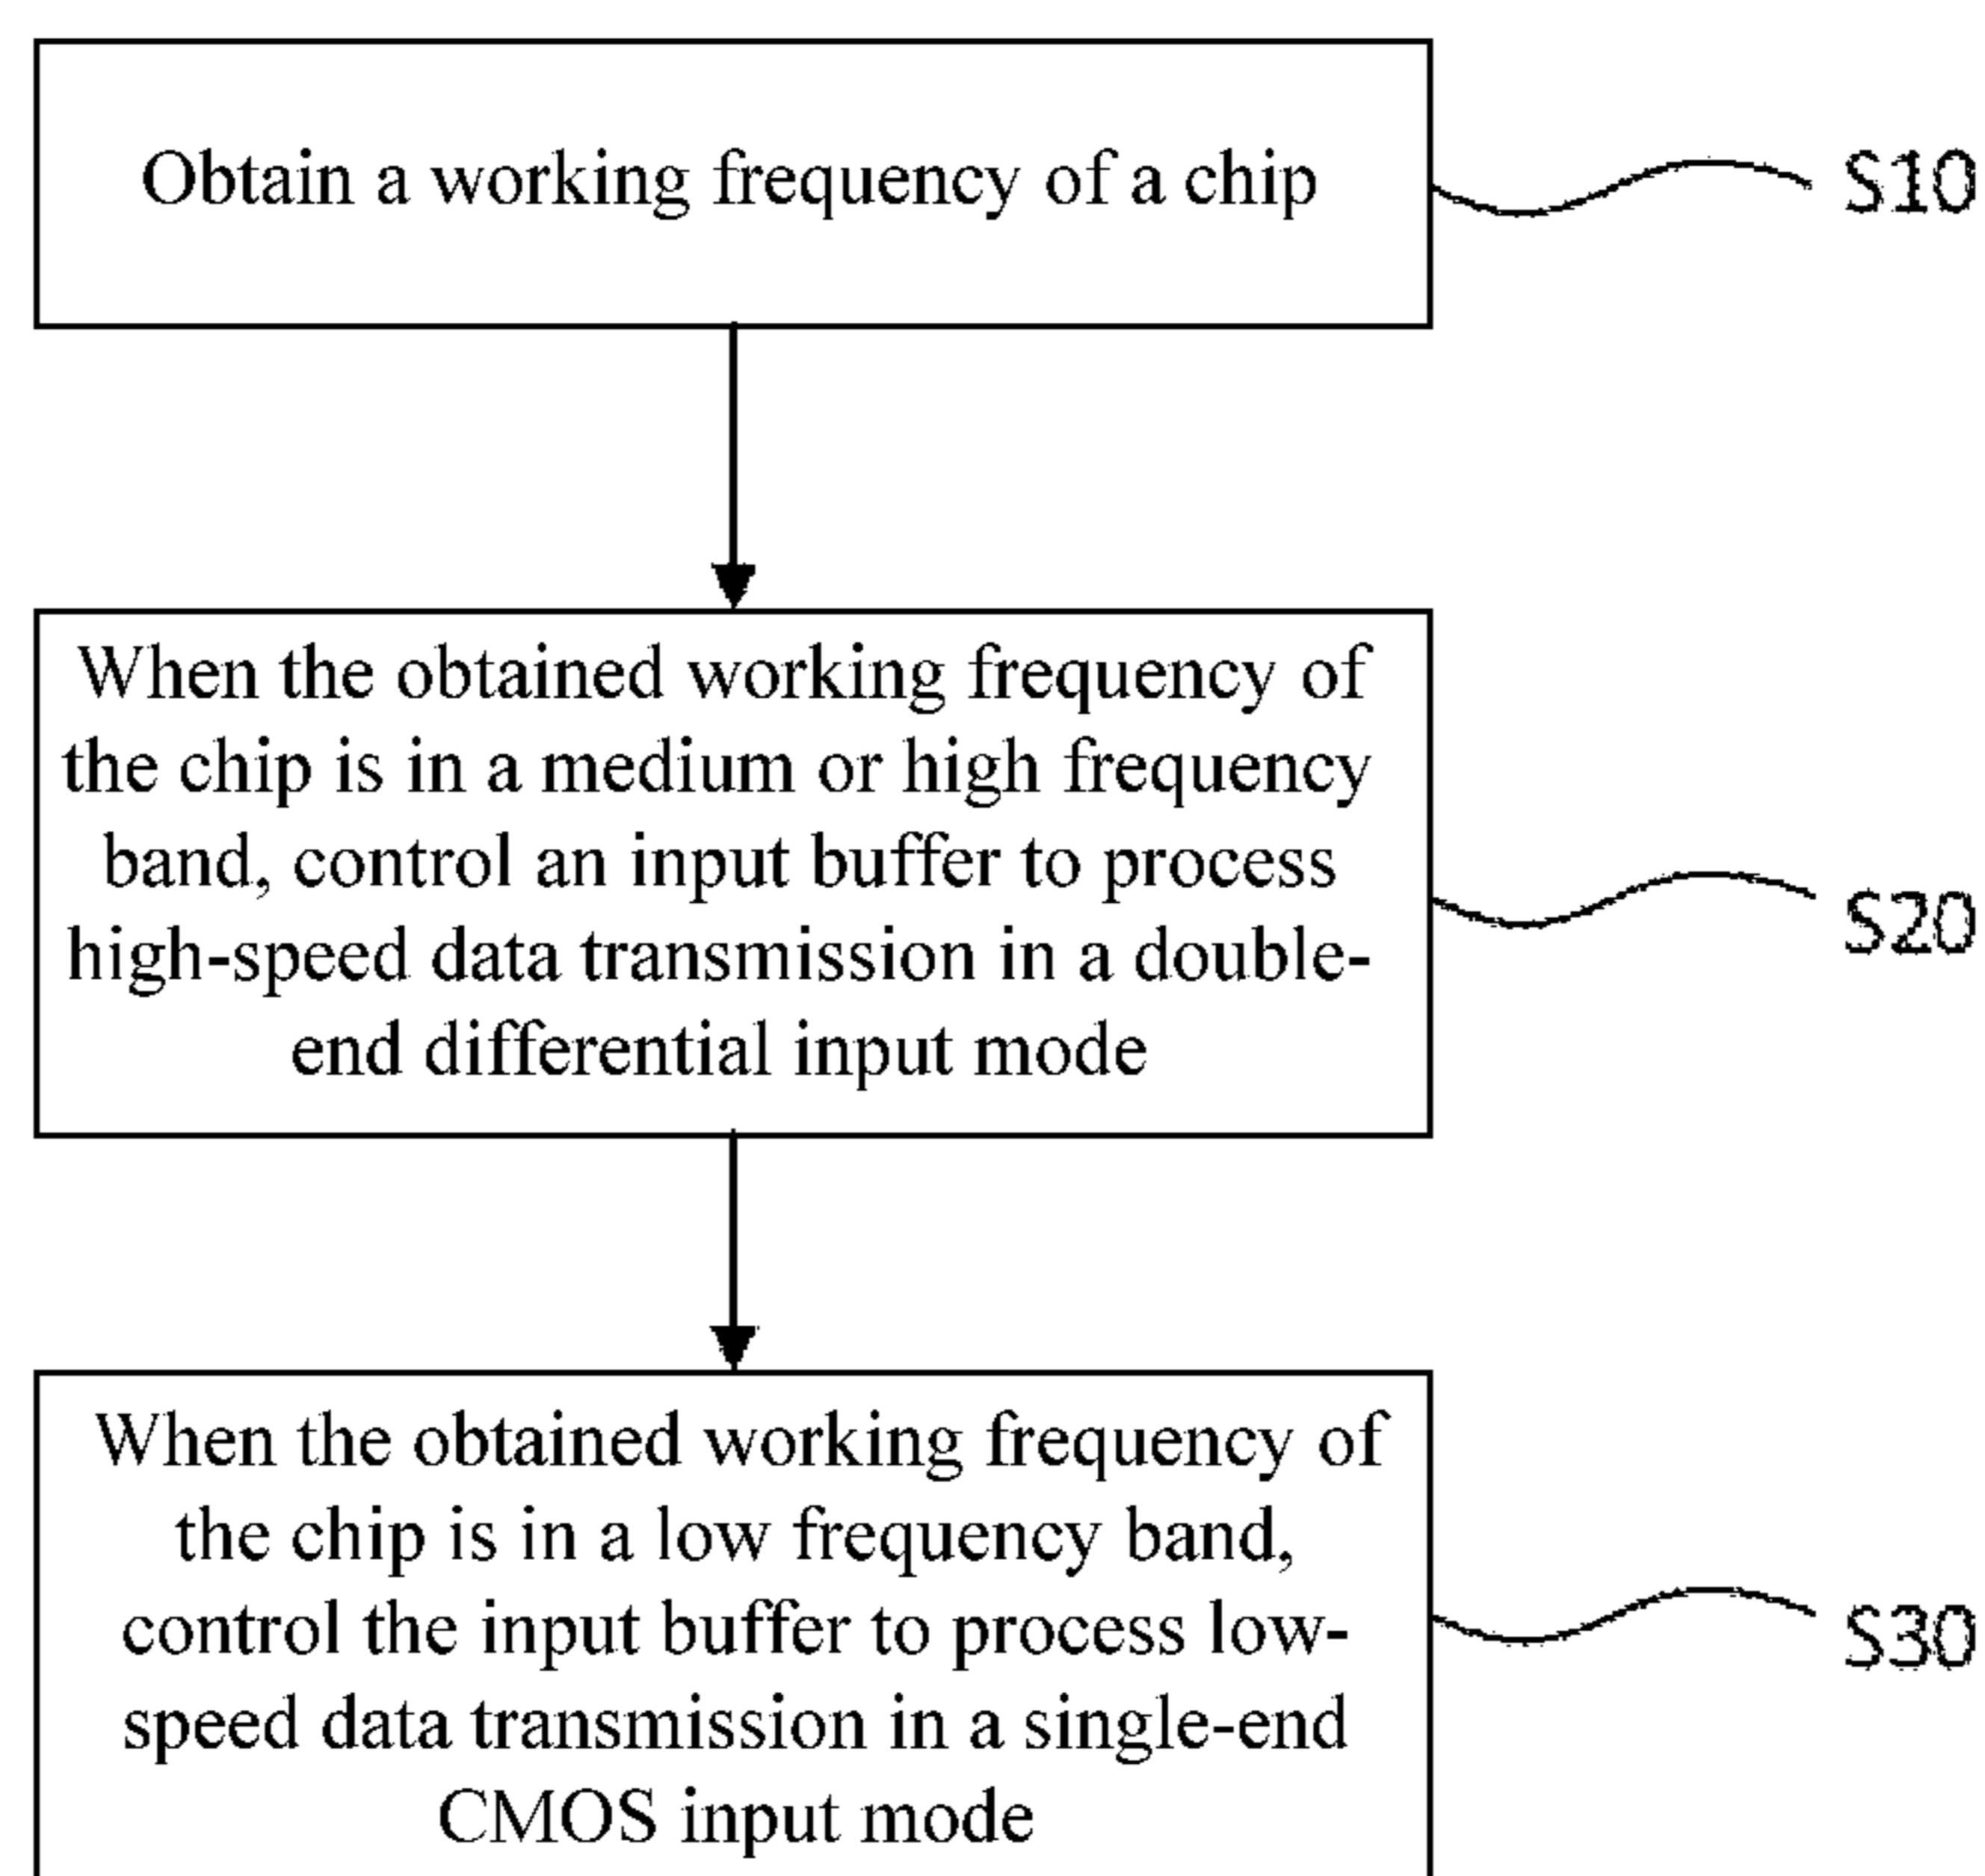 Obtain a working frequency of a chip
S10
When the obtained working frequency of
the chip is in a medium or high frequency
band, control an input buffer to process
high-speed data transmission in a double-
end differential input mode
S20
When the obtained working frequency of
the chip is in a low frequency band,
control the input buffer to process low-
speed data transmission in a single-end
CMOS input mode
S30